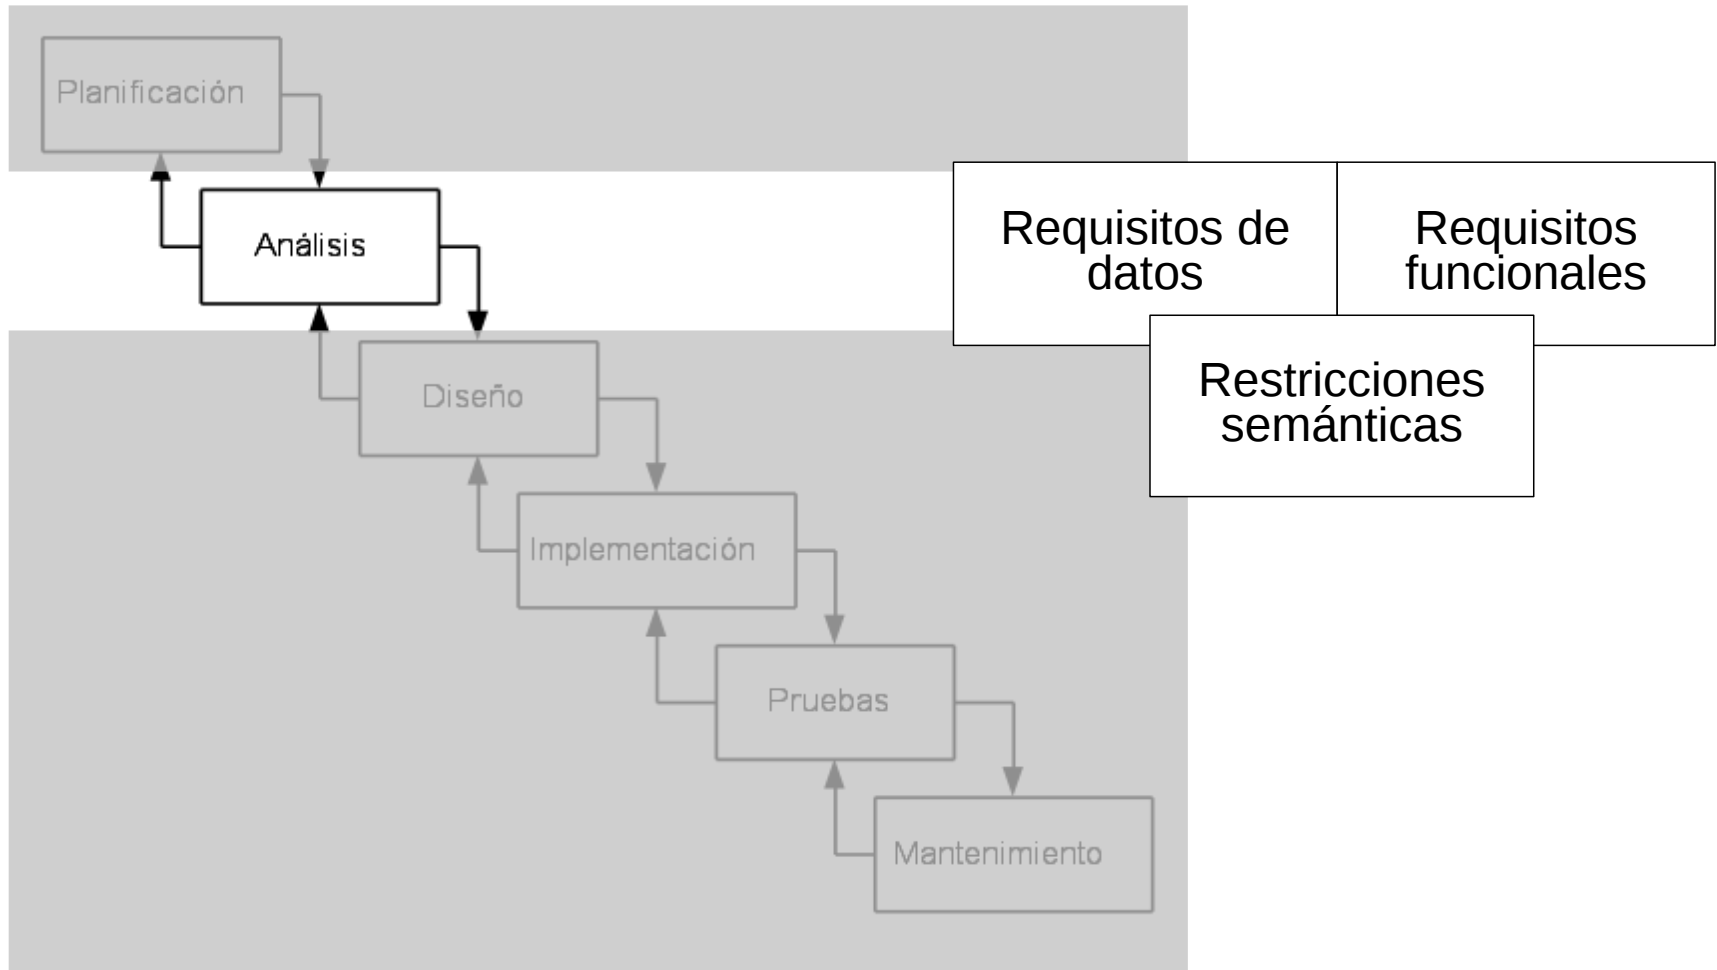 Planificación
Análisis
Requisitos de
datos
Requisitos
funcionales
Restricciones
semánticas
Diseño
Implementación
Pruebas
Mantenimiento